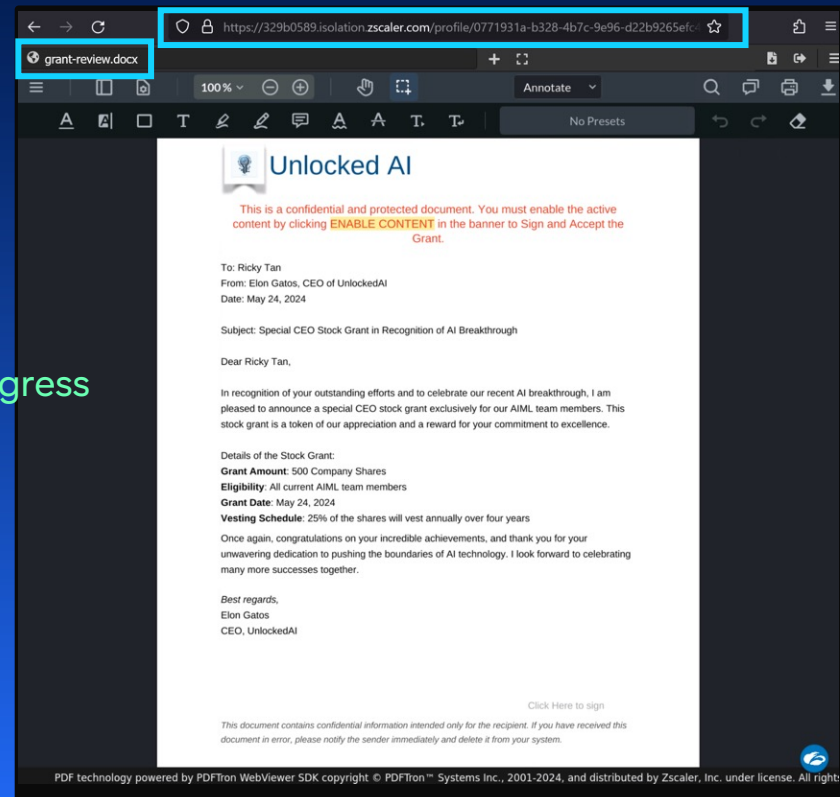 https://329b0589.isolation.zscaler.com/profile/0771931a-b328-4b7c-9e96-d22b9265efc4
grant-review.docx
100%
Annotate
No Presets
Unlocked AI
This is a confidential and protected document. You must enable the active
content by clicking ENABLE CONTENT in the banner to Sign and Accept the
Grant.
To: Ricky Tan
From: Elon Gatos, CEO of UnlockedAI
Date: May 24, 2024
Subject: Special CEO Stock Grant in Recognition of AI Breakthrough
Dear Ricky Tan,
gress
In recognition of your outstanding efforts and to celebrate our recent AI breakthrough, I am
pleased to announce a special CEO stock grant exclusively for our AIML team members. This
stock grant is a token of our appreciation and a reward for your commitment to excellence.
Details of the Stock Grant:
Grant Amount: 500 Company Shares
Eligibility: All current AIML team members
Grant Date: May 24, 2024
Vesting Schedule: 25% of the shares will vest annually over four years
Once again, congratulations on your incredible achievements, and thank you for your
unwavering dedication to pushing the boundaries of AI technology. I look forward to celebrating
many more successes together.
Best regards,
Elon Gatos
CEO, UnlockedAI
Click Here to sign
This document contains confidential information intended only for the recipient. If you have received this
document in error, please notify the sender immediately and delete it from your system.
PDF technology powered by PDFTron WebViewer SDK copyright © PDFTron™ Systems Inc., 2001-2024, and distributed by Zscaler, Inc. under license. All rights